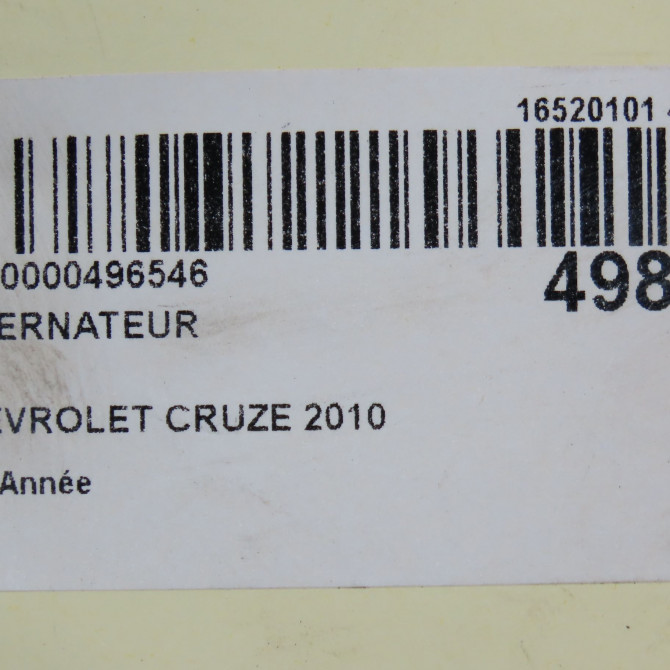 16520101
0000496546
498
ERNATEUR
EVROLET CRUZE 2010
Année